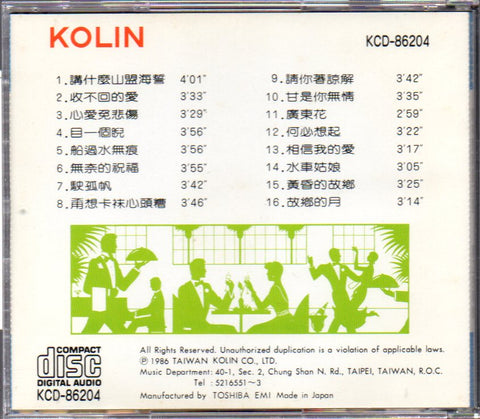 KOLIN
KCD-86204
1.講什麼山盟海誓 4'01"
2.收不回的愛 3'33
3.心愛免悲傷 3'29
4.目一個睨 3'56
5.船過水無痕 3'56
6.無奈的祝福 3'55
7.駛孤帆 3'42
8.甭想卡袜心頭糟 3'46
9.請你著諒解 3'42
10.甘是你無情 3'35
11.廣東花 2'59
12.何必想起 3'22
13.相信我的愛 3'17
14.水車姑娘 3'05
15.黃昏的故鄉 3'25
16.故鄉的月 3'14
COMPACT
disc
DIGITAL AUDIO
KCD-86204
All Rights Reserved. Unauthorized duplication is a violation of applicable laws.
Ⓟ 1986 TAIWAN KOLIN CO., LTD.
Music Department: 40-1, Sec. 2, Chung Shan N. Rd., TAIPEI, TAIWAN, R.O.C.
Tel : 5216551~3
Manufactured by TOSHIBA EMI Made in Japan